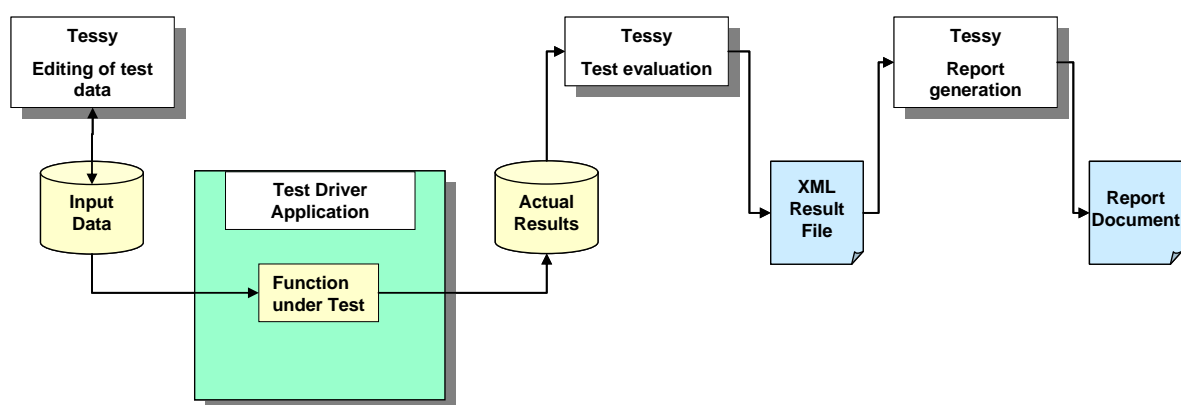 Tessy
Editing of test
data
Input
Data
Test Driver
Application
Function
under Test
Actual
Results
Tessy
Test evaluation
XML
Result
File
Tessy
Report
generation
Report
Document